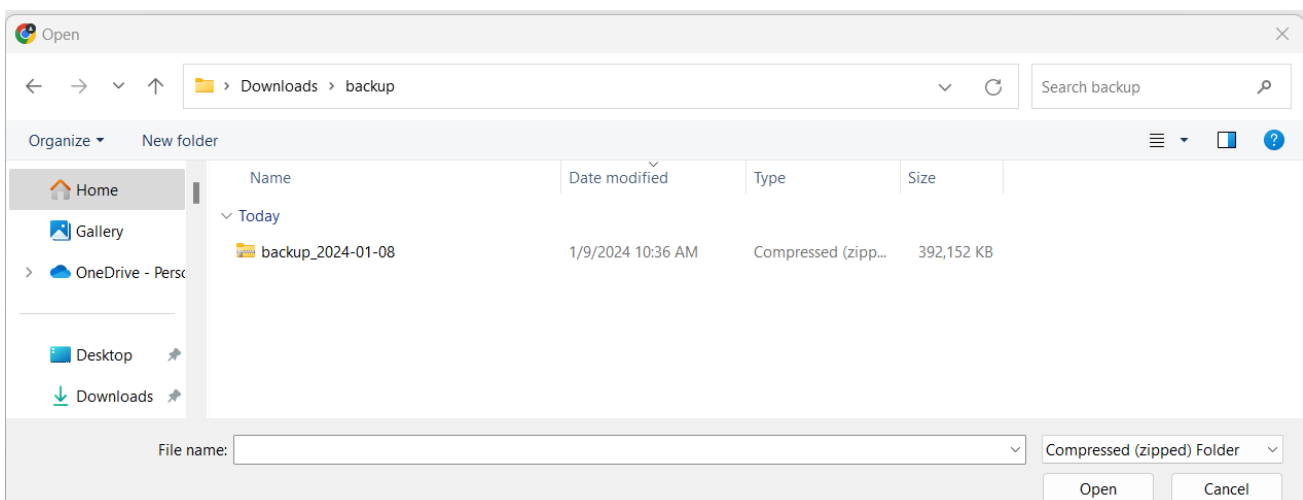 Open
Downloads > backup
Search backup
Organize
New folder
?
Name
Date modified
Type
Size
Home
Today
Gallery
backup_2024-01-08
1/9/2024 10:36 AM
Compressed (zipp...
392,152 KB
OneDrive - Perso
Desktop
Downloads
File name:
Compressed (zipped) Folder
Open
Cancel